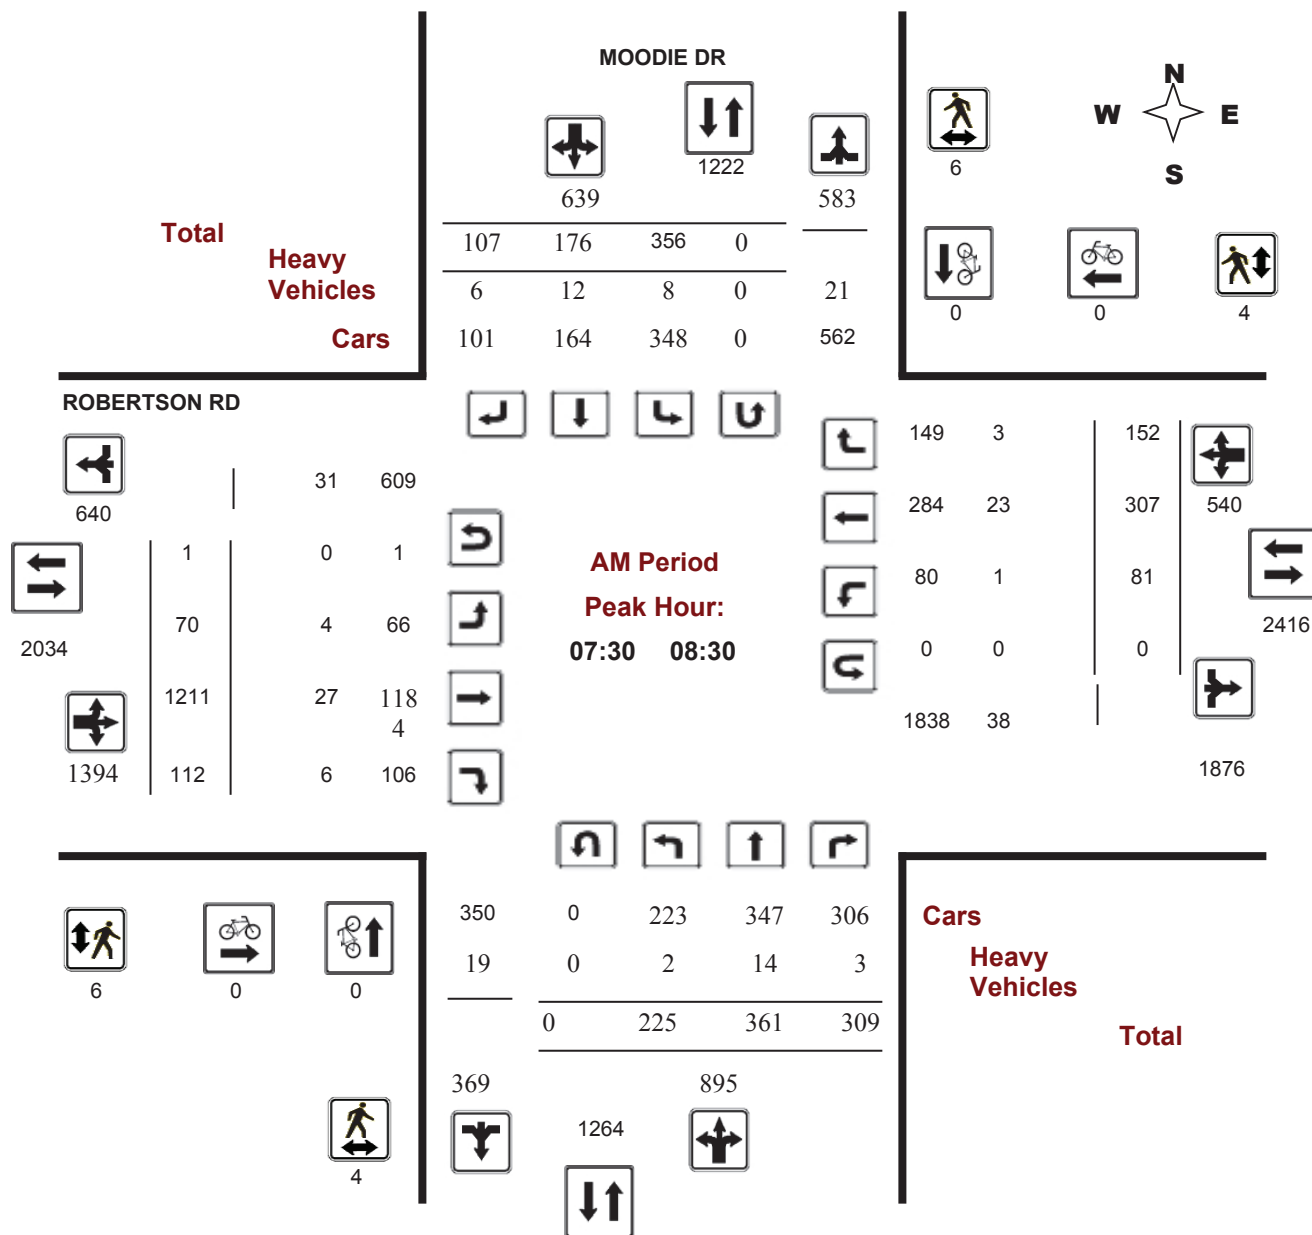 MOODIE DR
N
W E
S
1222
6
639 583
Total
107 176 356 0
Heavy
Vehicles
6 12 8 0 21
0 0 4
Cars
101 164 348 0 562
ROBERTSON RD
149 3 152
31 609
640
284 23 307 540
1 0 1
AM Period
80 1 81
Peak Hour:
70 4 66
2034
2416
07:30 08:30
0 0 0
1211 27 118
4
1838 38
1394 112 6 106
1876
350 0 223 347 306
Cars
19 0 2 14 3
Heavy
Vehicles
6 0 0
0 225 361 309
Total
369 895
1264
4